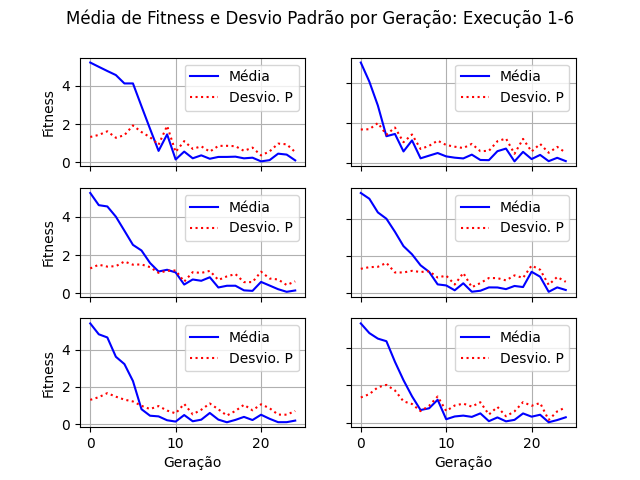 Média de Fitness e Desvio Padrão por Geração: Execução 1-6
Fitness
4
2
0
Média
Desvio. P
Média
Desvio. P
Fitness
4
2
0
Média
Desvio. P
Média
Desvio. P
Fitness
4
2
0
Média
Desvio. P
Média
Desvio. P
0 10 20
0 10 20
Geração
Geração